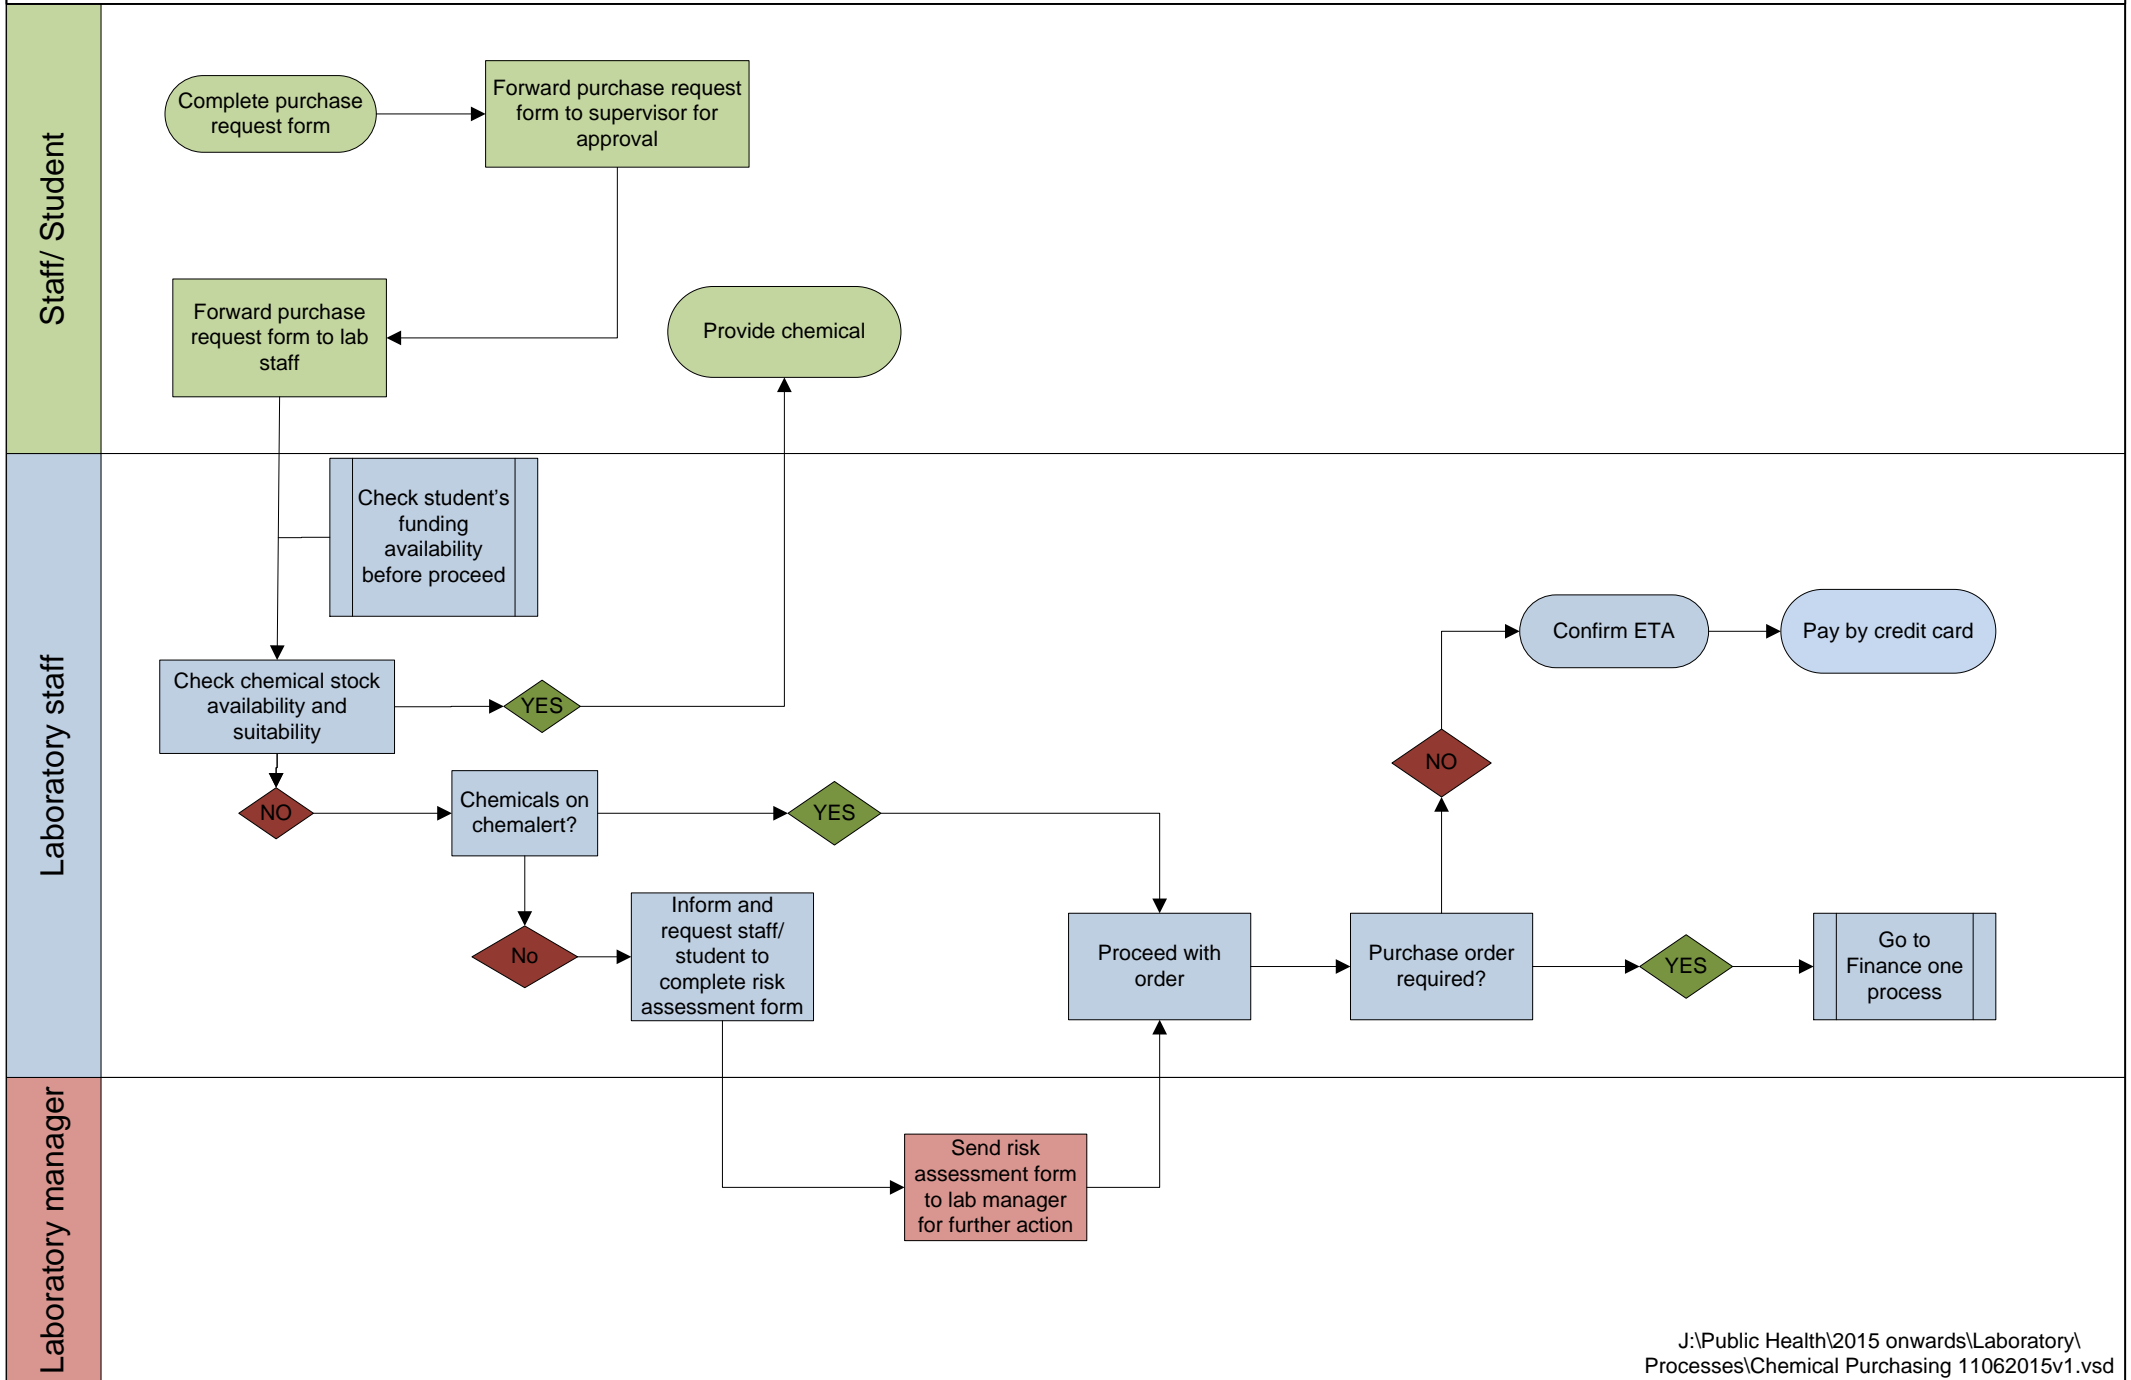 Staff/ Student
Complete purchase
request form
Forward purchase request
form to supervisor for
approval
Forward purchase
request form to lab
staff
Provide chemical
Laboratory staff
Check student’s
funding
availability
before proceed
Check chemical stock
availability and
suitability
YES
NO
Chemicals on
chemalert?
YES
No
Inform and
request staff/
student to
complete risk
assessment form
Proceed with
order
Purchase order
required?
NO
Confirm ETA
Pay by credit card
YES
Go to
Finance one
process
Laboratory manager
Send risk
assessment form
to lab manager
for further action
J:\Public Health\2015 onwards\Laboratory\
Processes\Chemical Purchasing 11062015v1.vsd